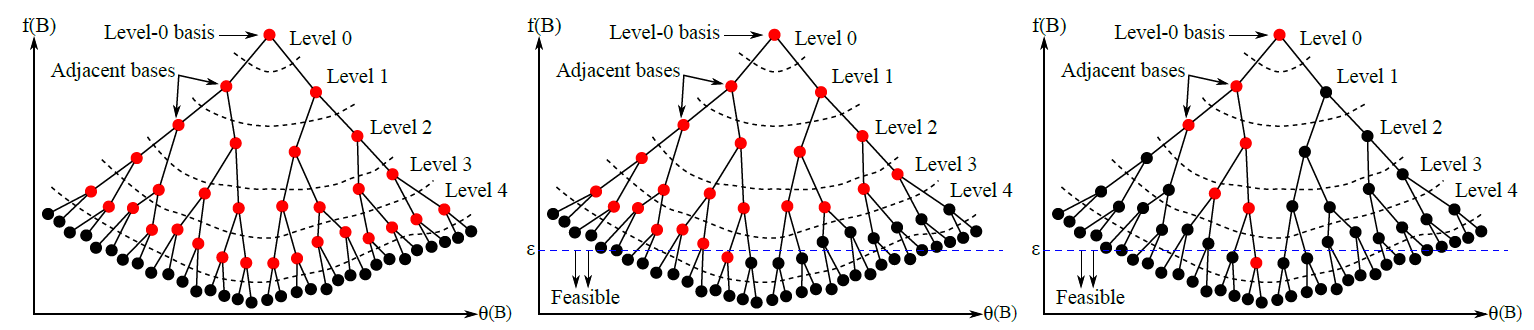 f(B)
Level-0 basis
Level 0
Adjacent bases
Level 1
Level 2
Level 3
Level 4
θ(B)
f(B)
Level-0 basis
Level 0
Adjacent bases
Level 1
Level 2
Level 3
Level 4
ε
Feasible
θ(B)
f(B)
Level-0 basis
Level 0
Adjacent bases
Level 1
Level 2
Level 3
Level 4
ε
Feasible
θ(B)